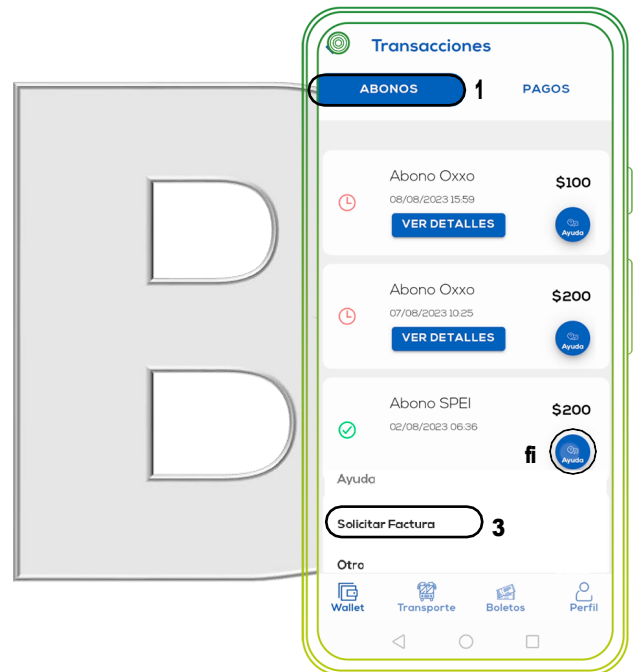 Transacciones
ABONOS 1 PAGOS
Abono Oxxo
$100
08/08/2023 15:59
VER DETALLES
Ayuda
Abono Oxxo
$200
07/08/2023 10:25
VER DETALLES
Ayuda
Abono SPEI
$200
02/08/2023 06:36
fi
Ayuda
Ayuda
Solicitar Factura 3
Otro
Wallet Transporte Boletos Perfil